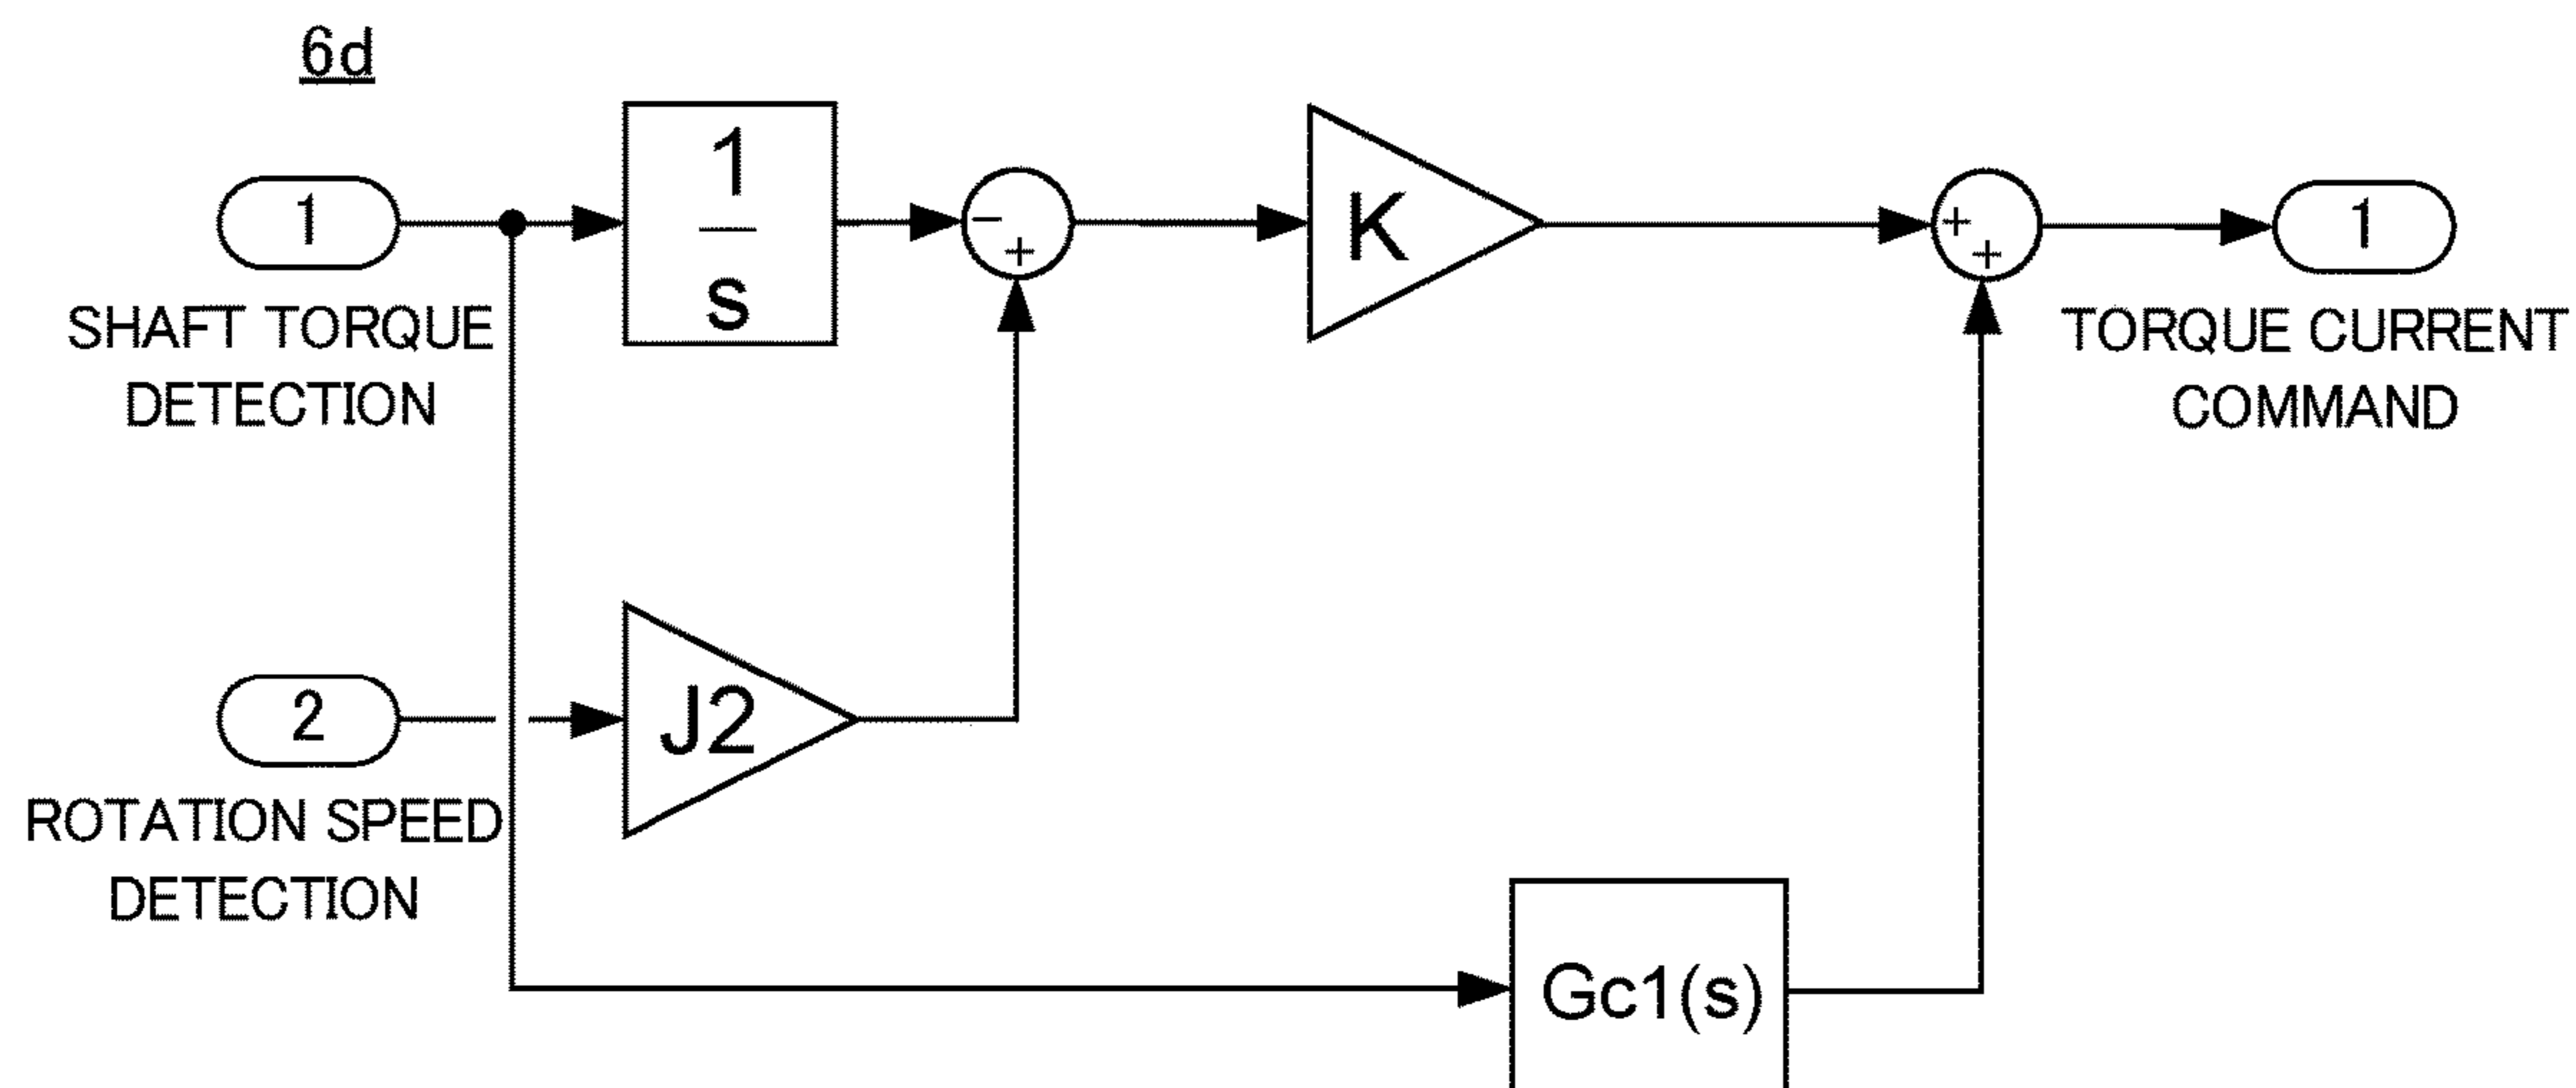 6d
1
SHAFT TORQUE
DETECTION
1
s
−
+
K
+
+
1
TORQUE CURRENT
COMMAND
2
ROTATION SPEED
DETECTION
J2
Gc1(s)